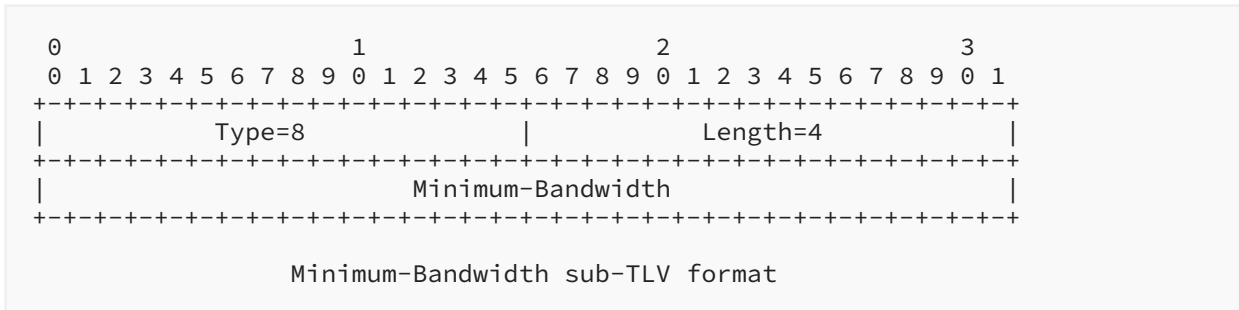 0                   1                   2                   3
 0 1 2 3 4 5 6 7 8 9 0 1 2 3 4 5 6 7 8 9 0 1 2 3 4 5 6 7 8 9 0 1
+-+-+-+-+-+-+-+-+-+-+-+-+-+-+-+-+-+-+-+-+-+-+-+-+-+-+-+-+-+-+-+-+
|           Type=8              |           Length=4            |
+-+-+-+-+-+-+-+-+-+-+-+-+-+-+-+-+-+-+-+-+-+-+-+-+-+-+-+-+-+-+-+-+
|                        Minimum-Bandwidth                      |
+-+-+-+-+-+-+-+-+-+-+-+-+-+-+-+-+-+-+-+-+-+-+-+-+-+-+-+-+-+-+-+-+
                 Minimum-Bandwidth sub-TLV format